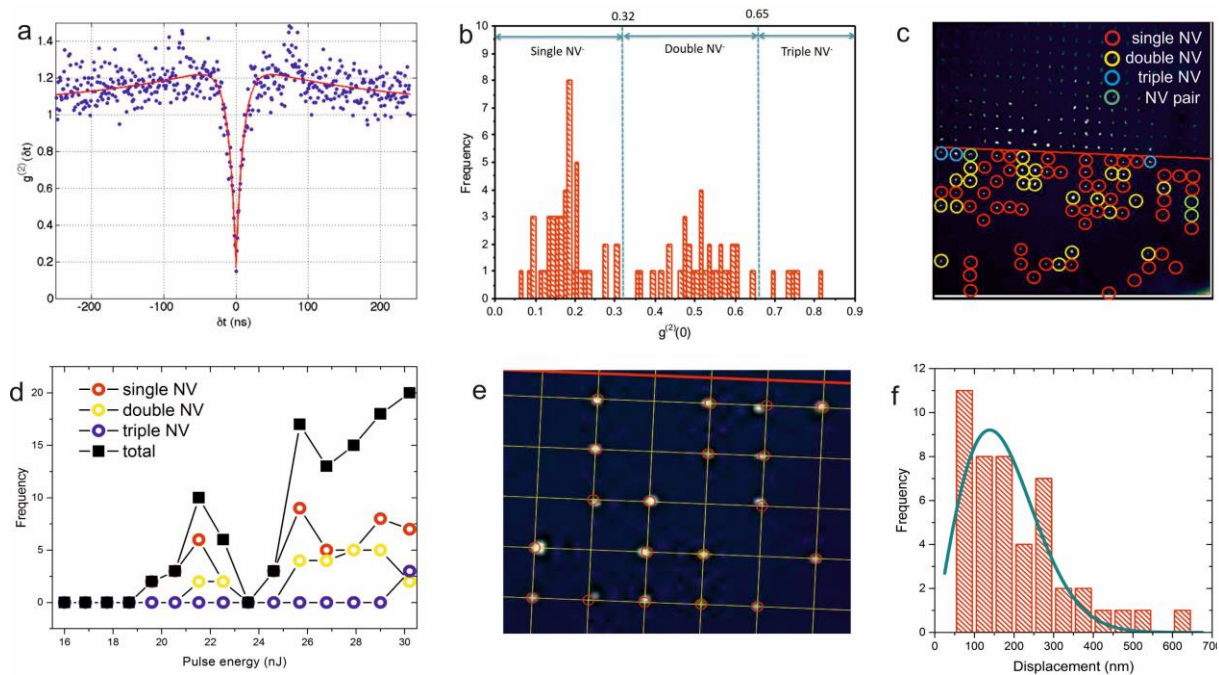 a
1.4
1.2
1
0.8
0.6
0.4
0.2
0
-200
-100
0
100
200
g(2)(δt)
δt (ns)
b
0.32
0.65
Single NV-
Double NV-
Triple NV-
10
9
8
7
6
5
4
3
2
1
0
Frequency
0.0
0.1
0.2
0.3
0.4
0.5
0.6
0.7
0.8
0.9
g(2)(0)
c
single NV
double NV
triple NV
NV pair
d
single NV
double NV
triple NV
total
20
15
10
5
0
Frequency
16
18
20
22
24
26
28
30
Pulse energy (nJ)
e
f
12
10
8
6
4
2
0
Frequency
0
100
200
300
400
500
600
700
Displacement (nm)